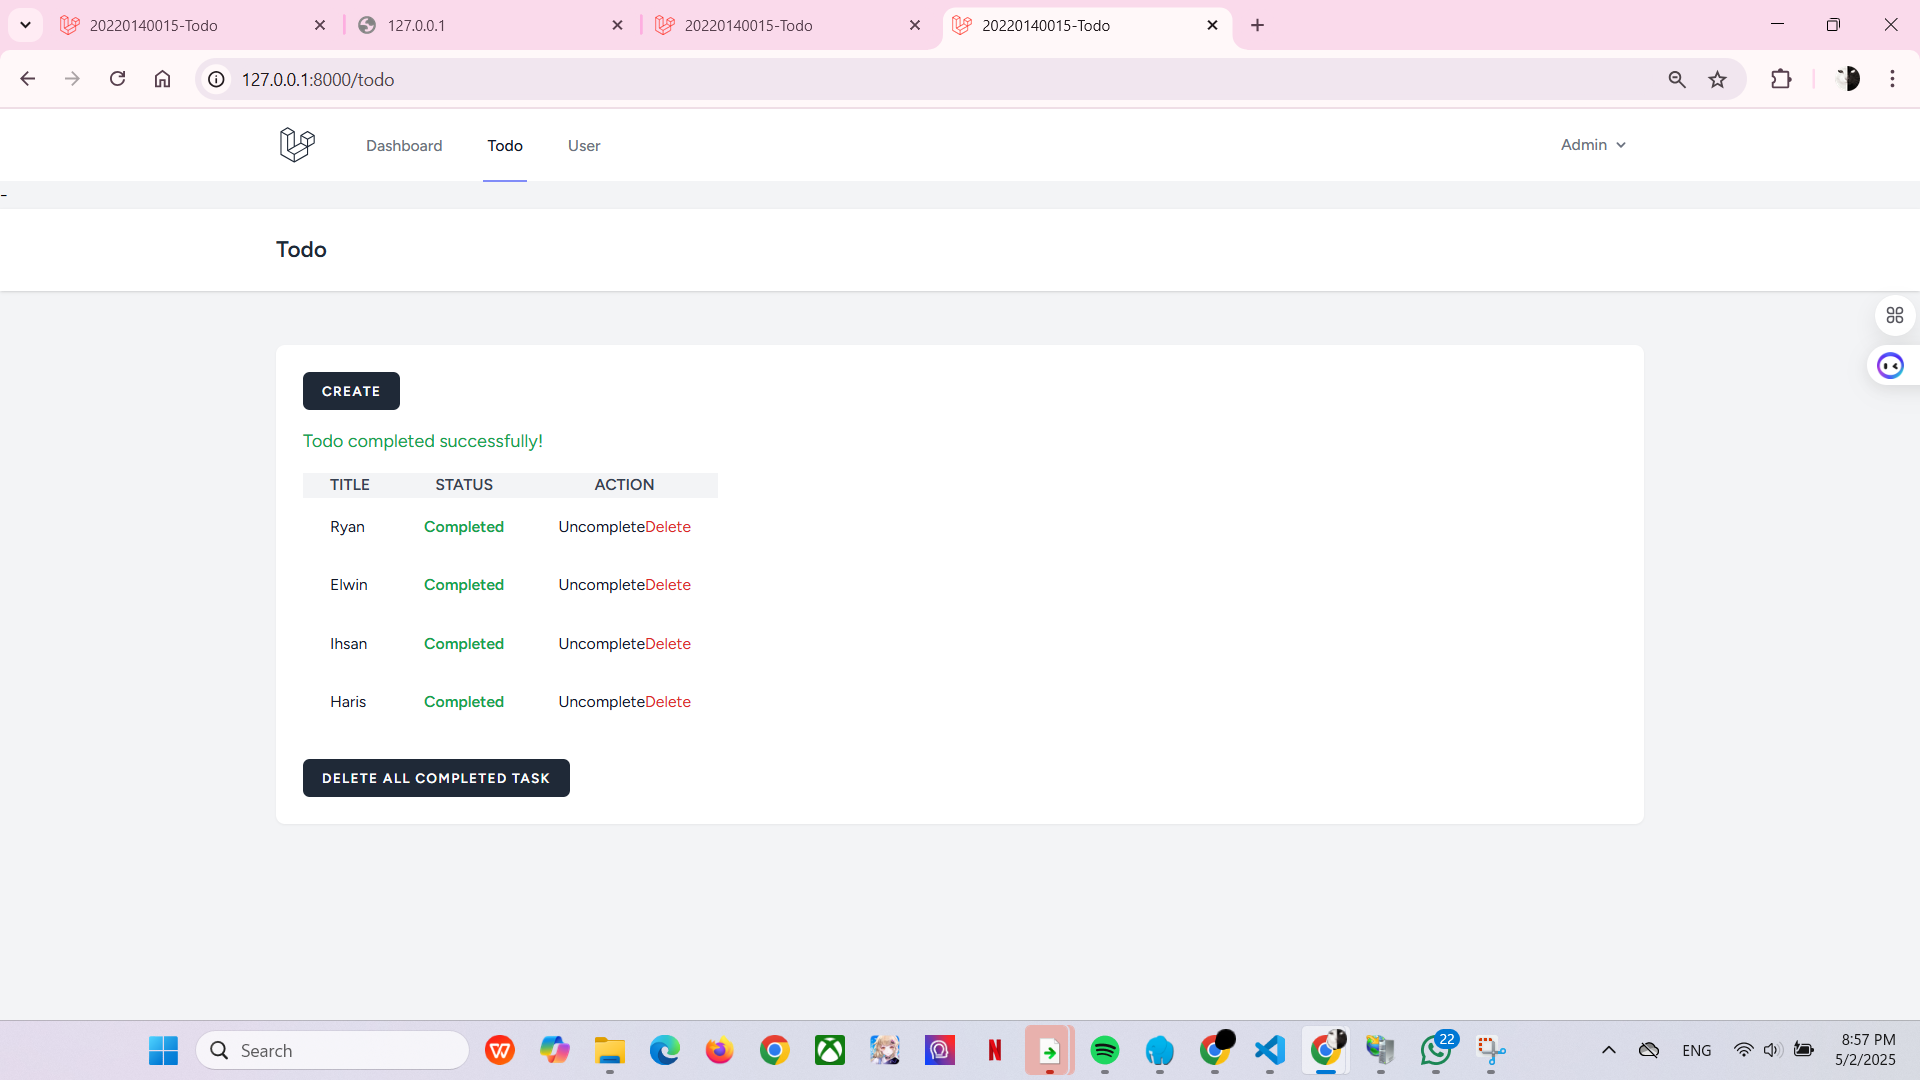 20220140015-Todo
127.0.0.1
20220140015-Todo
20220140015-Todo
127.0.0.1:8000/todo
Dashboard
Todo
User
Admin
-
Todo
CREATE
Todo completed successfully!
TITLE STATUS ACTION
Ryan Completed UncompleteDelete
Elwin Completed UncompleteDelete
Ihsan Completed UncompleteDelete
Haris Completed UncompleteDelete
DELETE ALL COMPLETED TASK
Search
22
ENG
8:57 PM
5/2/2025